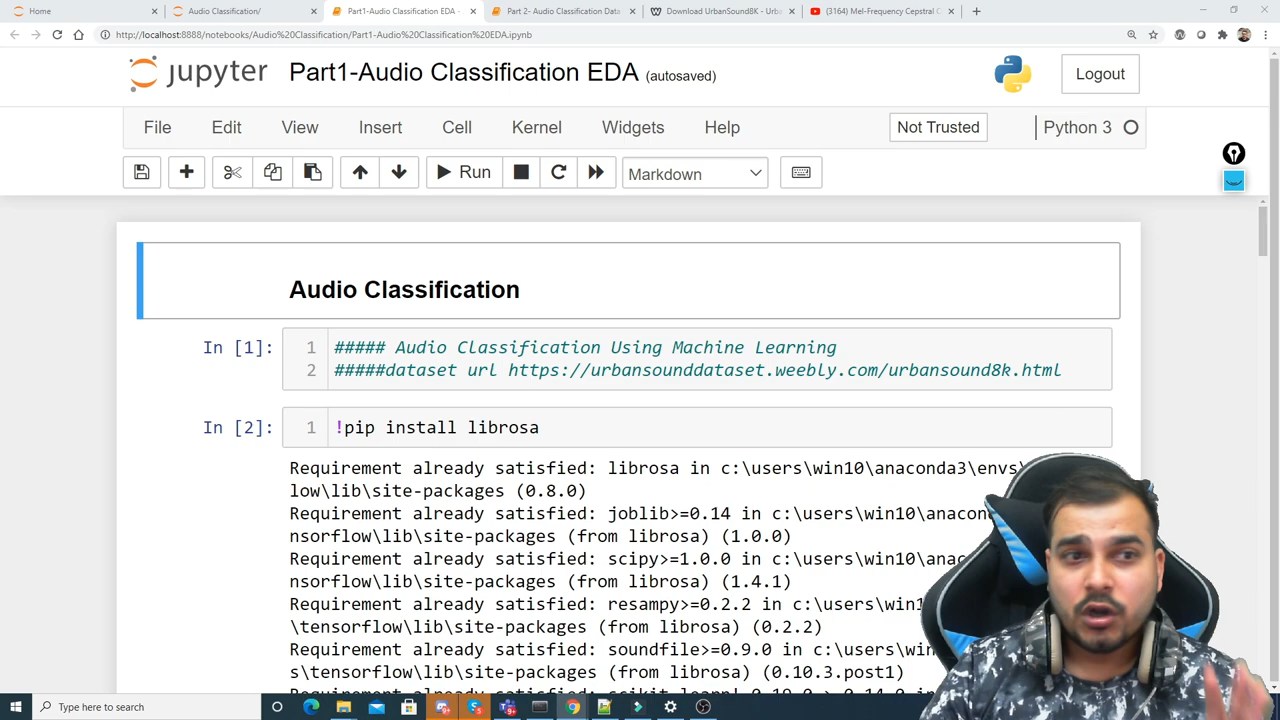 Home
Audio Classification/
Part1-Audio Classification EDA -
Part 2- Audio Classification Data
Download UrbanSound8K - Urb
(3164) Mel-Frequency Cepstral C
http://localhost:8888/notebooks/Audio%20Classification/Part1-Audio%20Classification%20EDA.ipynb
jupyter Part1-Audio Classification EDA (autosaved)
Logout
File Edit View Insert Cell Kernel Widgets Help
Not Trusted
Python 3
Run
Markdown
Audio Classification
In [1]:
1 ##### Audio Classification Using Machine Learning
2 #####dataset url https://urbansounddataset.weebly.com/urbansound8k.html
In [2]:
1 !pip install librosa
Requirement already satisfied: librosa in c:\users\win10\anaconda3\envs\
low\lib\site-packages (0.8.0)
Requirement already satisfied: joblib>=0.14 in c:\users\win10\anacond
nsorflow\lib\site-packages (from librosa) (1.0.0)
Requirement already satisfied: scipy>=1.0.0 in c:\users\win10\anac
nsorflow\lib\site-packages (from librosa) (1.4.1)
Requirement already satisfied: resampy>=0.2.2 in c:\users\win1
\tensorflow\lib\site-packages (from librosa) (0.2.2)
Requirement already satisfied: soundfile>=0.9.0 in c:\users
s\tensorflow\lib\site-packages (from librosa) (0.10.3.post1)
Type here to search